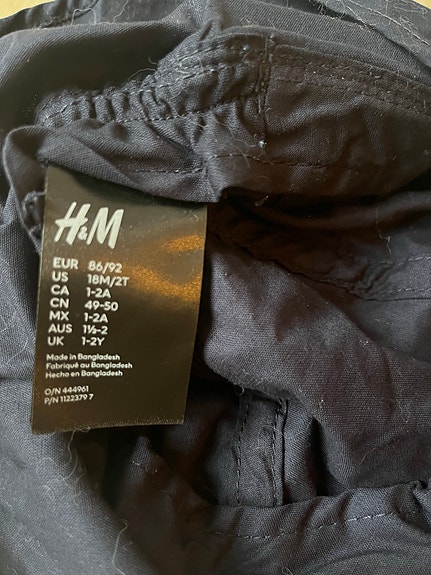 H&M
EUR 86/92
US 18M/2T
CA 1-2A
CN 49-50
MX 1-2A
AUS 1½-2
UK 1-2Y
Made in Bangladesh
Fabriqué au Bangladesh
Hecho en Bangladesh
O/N 444961
P/N 1122379 7